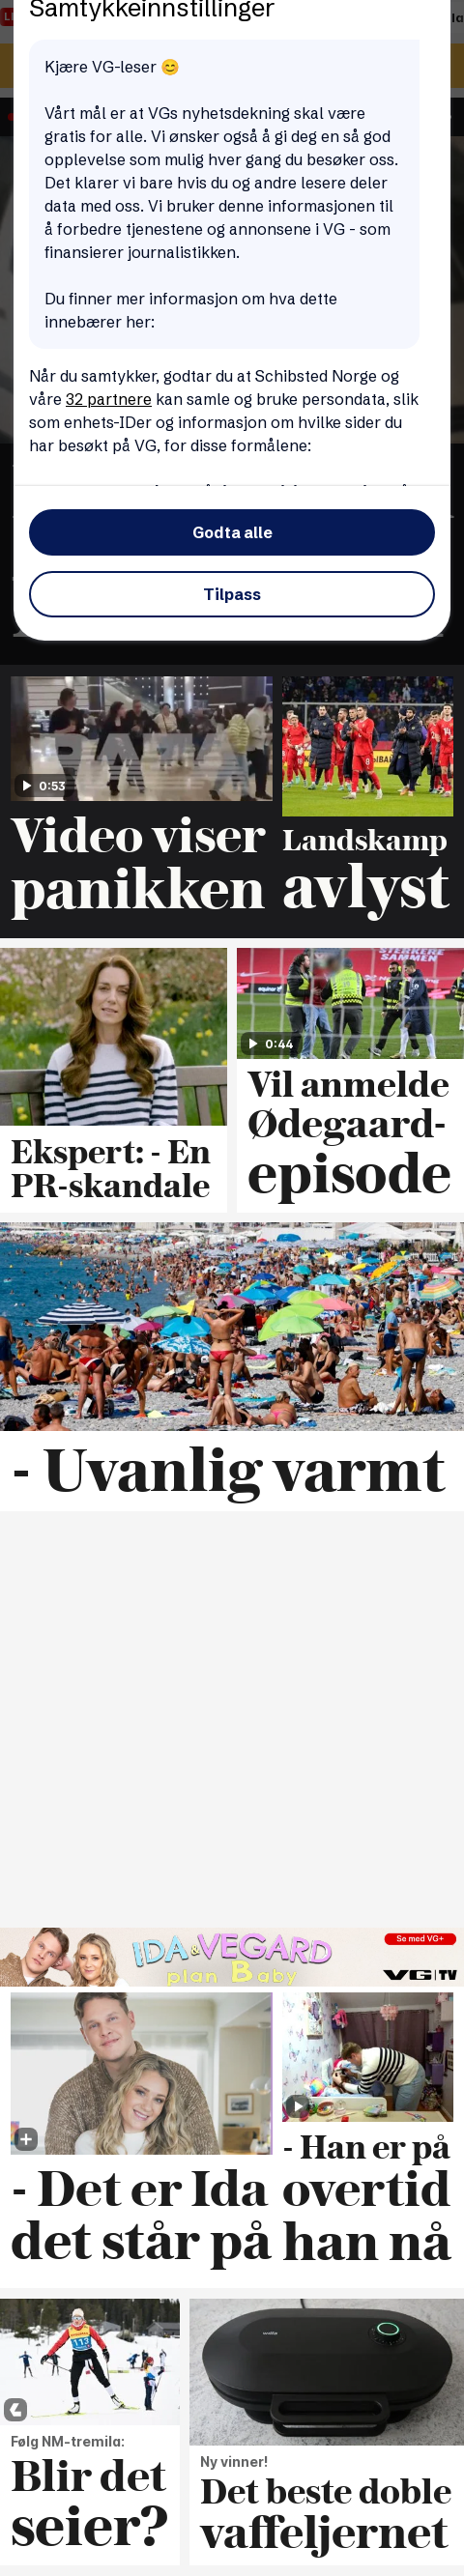 Samtykkeinnstillinger
Kjære VG-leser 😊
Vårt mål er at VGs nyhetsdekning skal være
gratis for alle. Vi ønsker også å gi deg en så god
opplevelse som mulig hver gang du besøker oss.
Det klarer vi bare hvis du og andre lesere deler
data med oss. Vi bruker denne informasjonen til
å forbedre tjenestene og annonsene i VG - som
finansierer journalistikken.
Du finner mer informasjon om hva dette
innebærer her:
Når du samtykker, godtar du at Schibsted Norge og
våre 32 partnere kan samle og bruke persondata, slik
som enhets-IDer og informasjon om hvilke sider du
har besøkt på VG, for disse formålene:
Godta alle
Tilpass
0:53
Video viser
panikken
Landskamp
avlyst
Ekspert: - En
PR-skandale
STERKERE
SAMMEN
0:44
Vil anmelde
Ødegaard-
episode
- Uvanlig varmt
IDA & VEGARD
plan Baby
Se med VG+
VG TV
- Det er Ida
det står på
- Han er på
overtid
han nå
113
Følg NM-tremila:
Blir det
seier?
Ny vinner!
Det beste doble
vaffeljernet